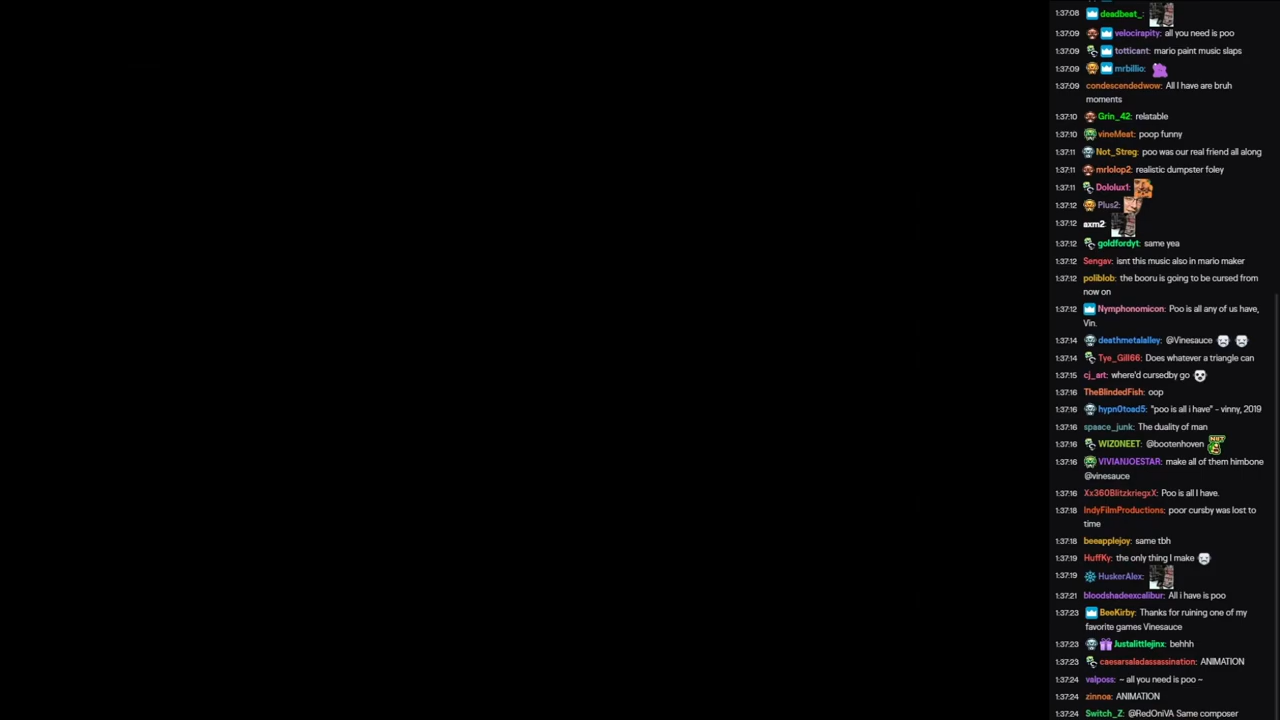 1:37:08 deadbeat_:
1:37:09 velocirapity: all you need is poo
1:37:09 totticant: mario paint music slaps
1:37:09 mrbillio:
1:37:09 condescendedwow: All I have are bruh
moments
1:37:10 Grin_42: relatable
1:37:10 vineMeat: poop funny
1:37:11 Not_Streg: poo was our real friend all along
1:37:11 mrlolop2: realistic dumpster foley
1:37:11 Dololux1:
1:37:12 Plus2:
1:37:12 axm2:
1:37:12 goldfordyt: same yea
1:37:12 Sengav: isnt this music also in mario maker
1:37:12 poliblob: the booru is going to be cursed from
now on
1:37:12 Nymphonomicon: Poo is all any of us have,
Vin.
1:37:14 deathmetalalley: @Vinesauce
1:37:14 Tye_Gill66: Does whatever a triangle can
1:37:15 cj_art: where'd cursedby go
1:37:16 TheBlindedFish: oop
1:37:16 hypn0toad5: "poo is all i have" - vinny, 2019
1:37:16 spaace_junk: The duality of man
1:37:16 WIZ0NEET: @bootenhoven
1:37:16 VIVIANJOESTAR: make all of them himbone
@vinesauce
1:37:16 Xx360BlitzkriegxX: Poo is all I have.
1:37:18 IndyFilmProductions: poor cursby was lost to
time
1:37:18 beeapplejoy: same tbh
1:37:19 HuffKy: the only thing I make
1:37:19 HuskerAlex:
1:37:21 bloodshadeexcalibur: All i have is poo
1:37:23 BeeKirby: Thanks for ruining one of my
favorite games Vinesauce
1:37:23 Justalittlejinx: behhh
1:37:23 caesarsaladassassination: ANIMATION
1:37:24 valposs: ~ all you need is poo ~
1:37:24 zinnoa: ANIMATION
1:37:24 Switch_Z: @RedOniVA Same composer